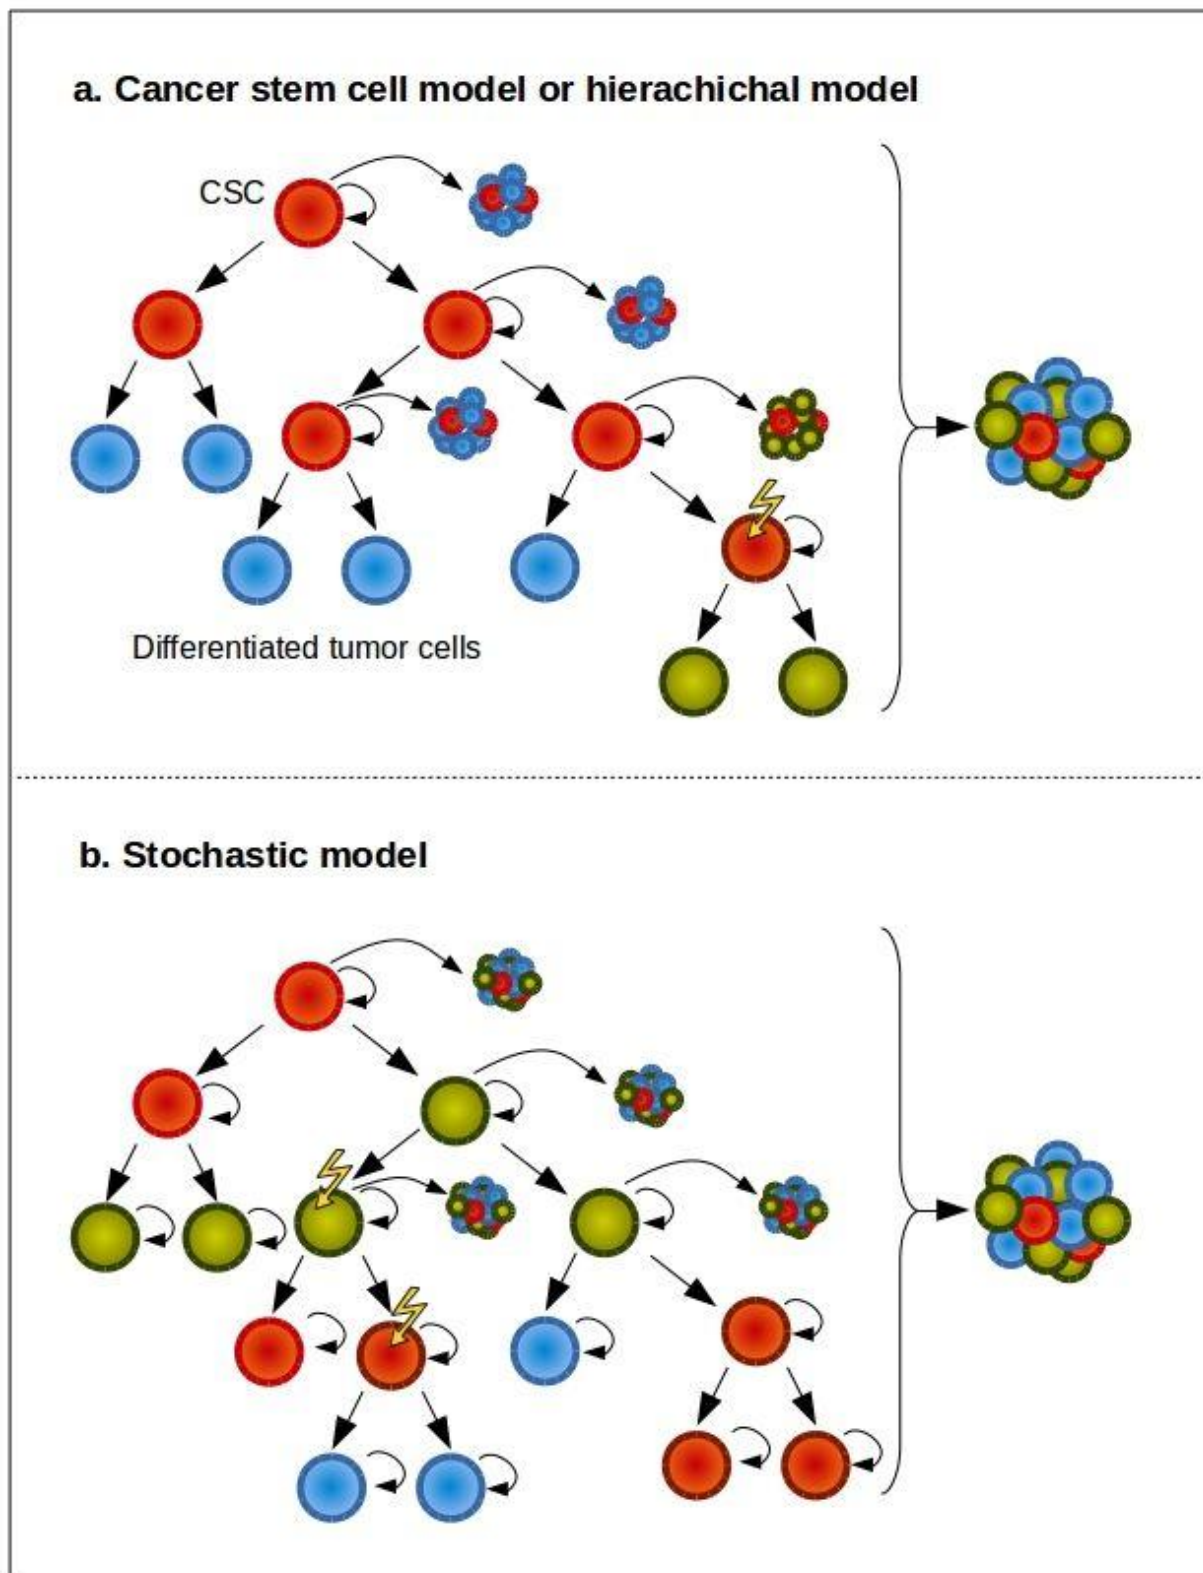 a. Cancer stem cell model or hierachichal model
CSC
Differentiated tumor cells
b. Stochastic model